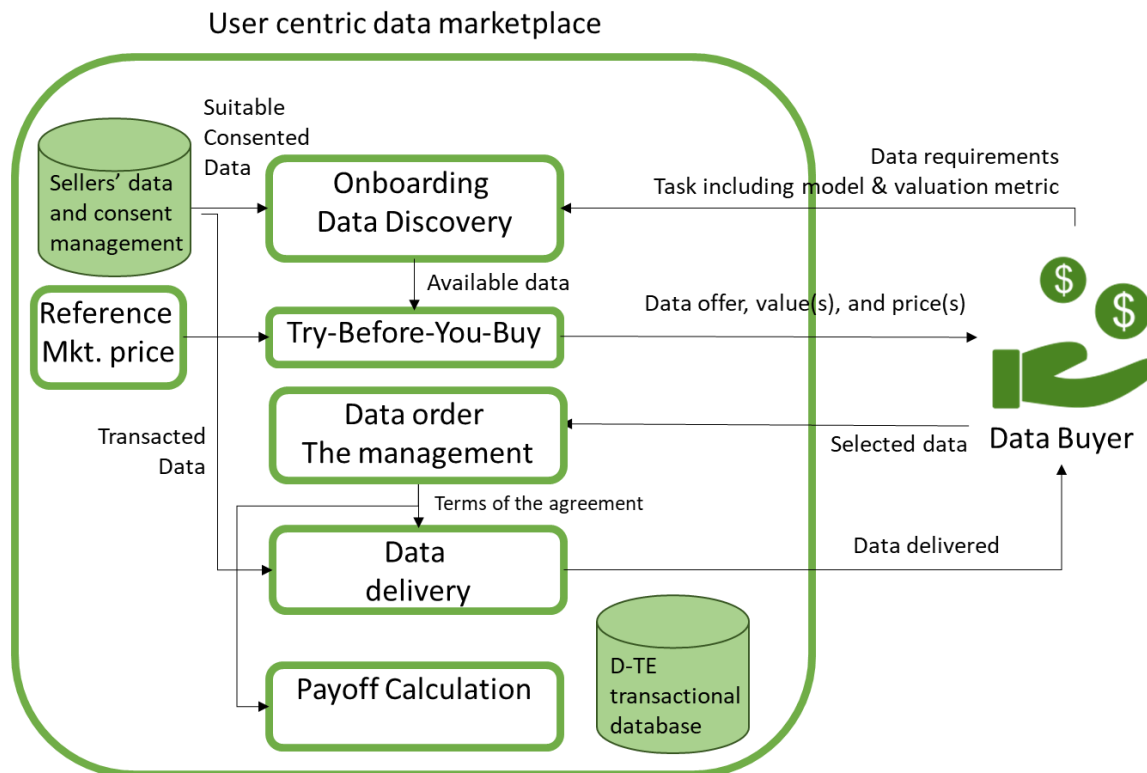 User centric data marketplace
Suitable
Consented
Data
Sellers’ data
and consent
management
Onboarding
Data Discovery
Data requirements
Task including model & valuation metric
Available data
Reference
Mkt. price
Try-Before-You-Buy
Data offer, value(s), and price(s)
$
$
Data order
The management
Transacted
Data
Selected data
Data Buyer
Terms of the agreement
Data
delivery
Data delivered
Payoff Calculation
D-TE
transactional
database